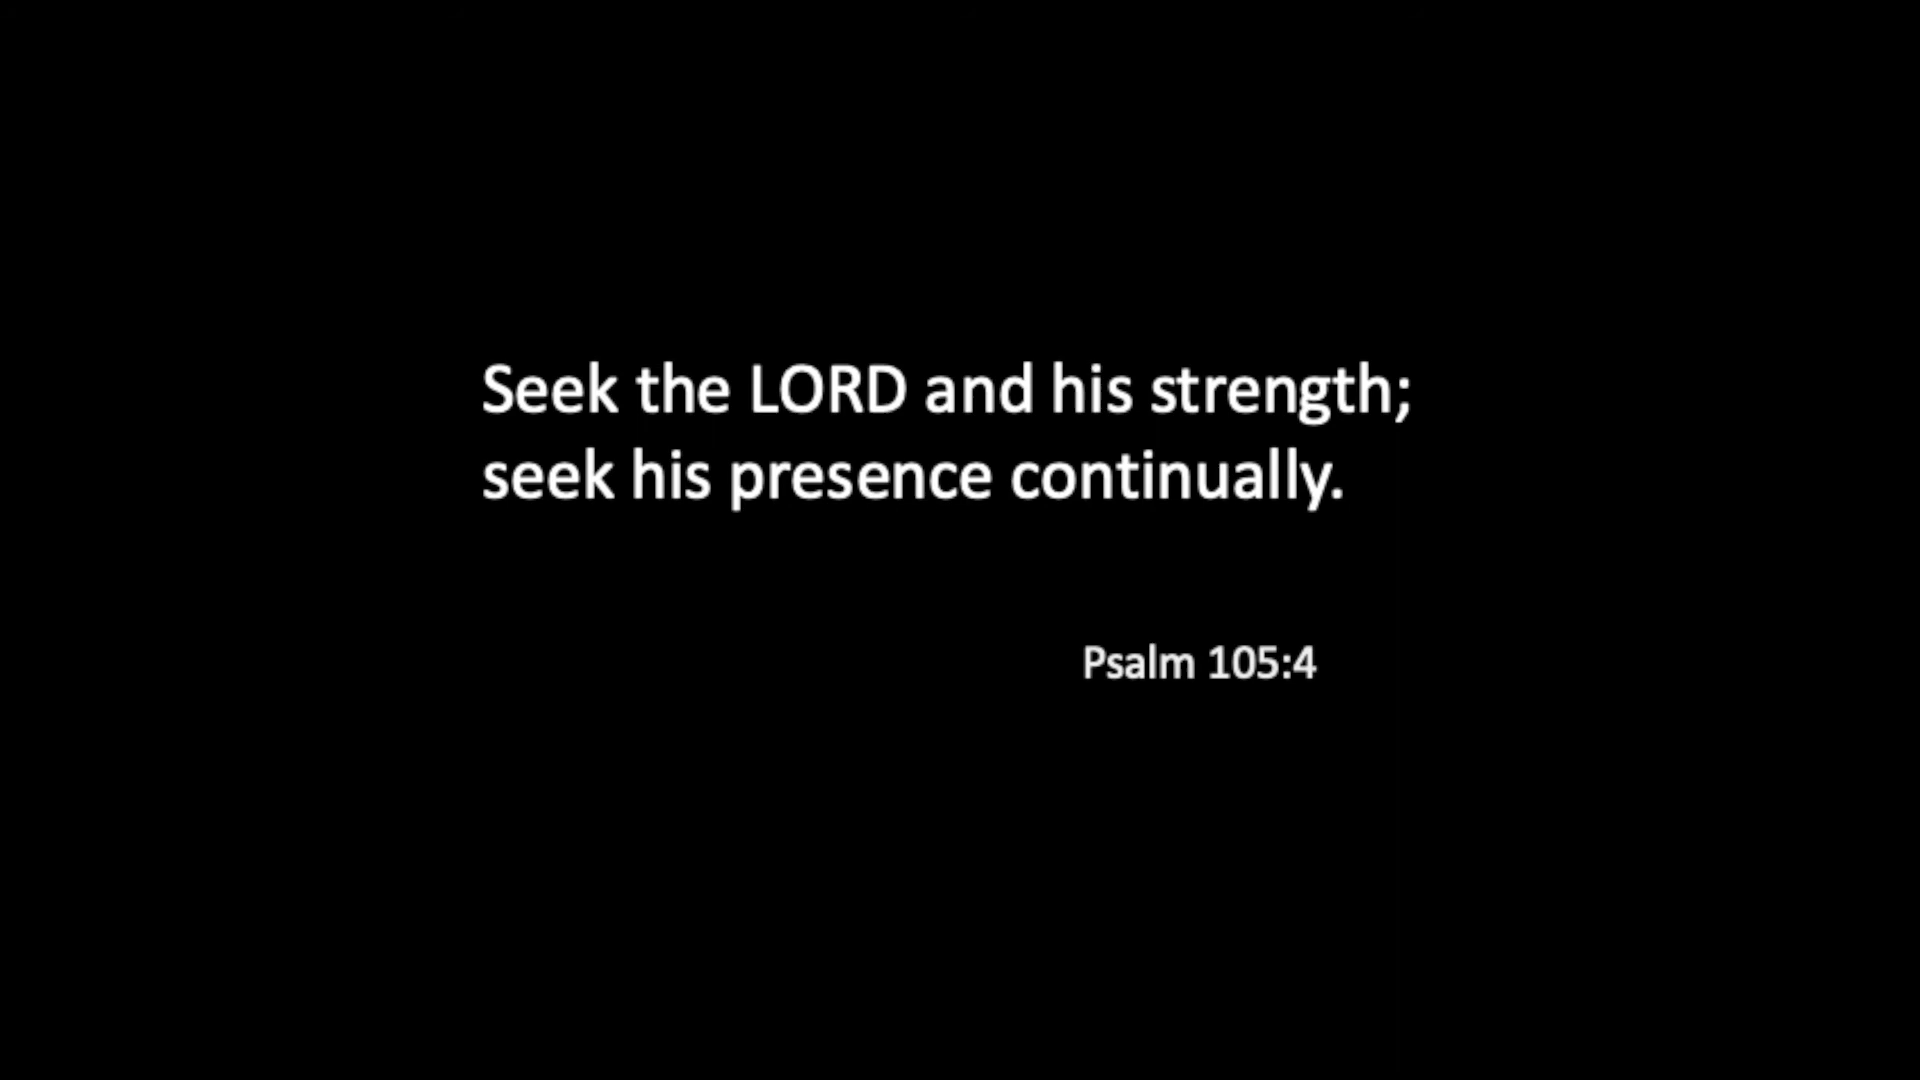 Seek the LORD and his strength;
seek his presence continually.
Psalm 105:4